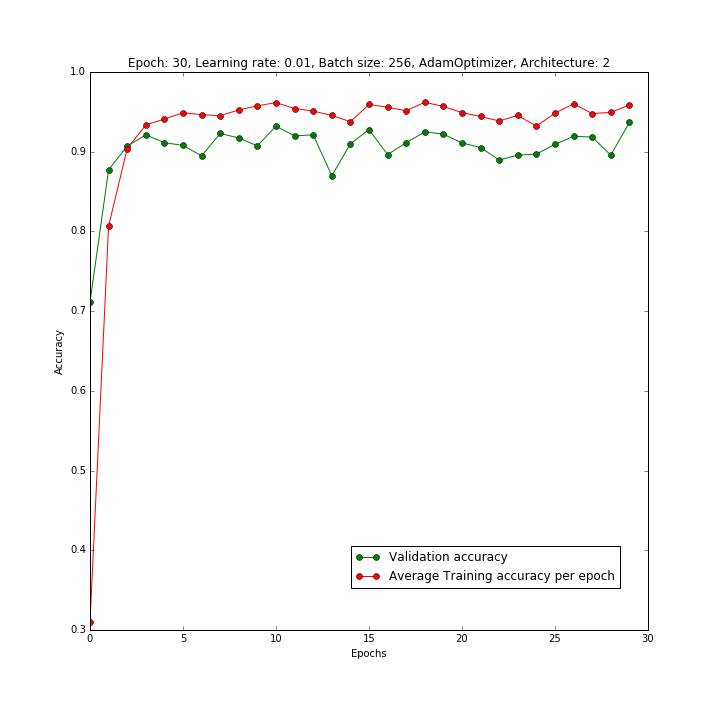 Epoch: 30, Learning rate: 0.01, Batch size: 256, AdamOptimizer, Architecture: 2
1.0
0.9
0.8
0.7
0.6
0.5
0.4
0.3
Accuracy
Validation accuracy
Average Training accuracy per epoch
0 5 10 15 20 25 30
Epochs